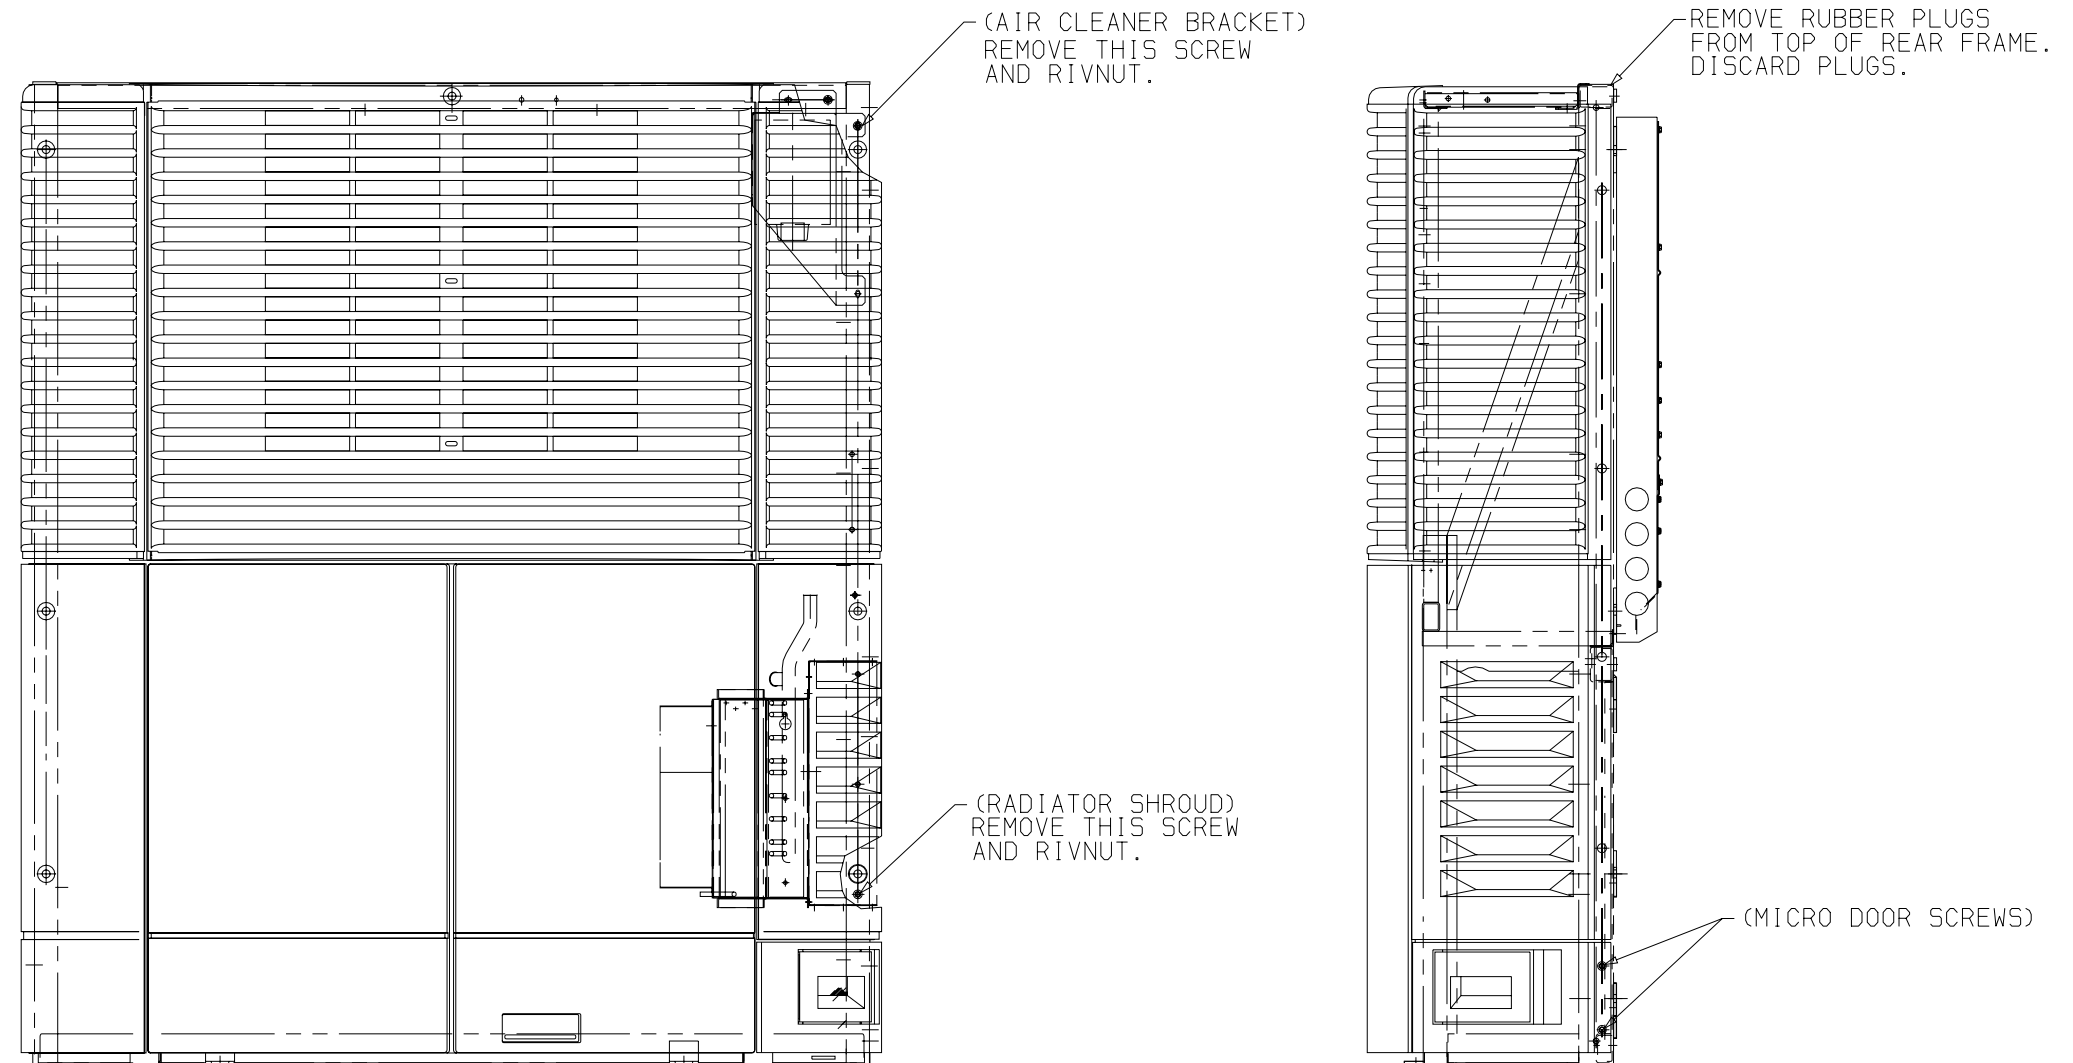 (AIR CLEANER BRACKET)
REMOVE THIS SCREW
AND RIVNUT.
REMOVE RUBBER PLUGS
FROM TOP OF REAR FRAME.
DISCARD PLUGS.
(RADIATOR SHROUD)
REMOVE THIS SCREW
AND RIVNUT.
(MICRO DOOR SCREWS)